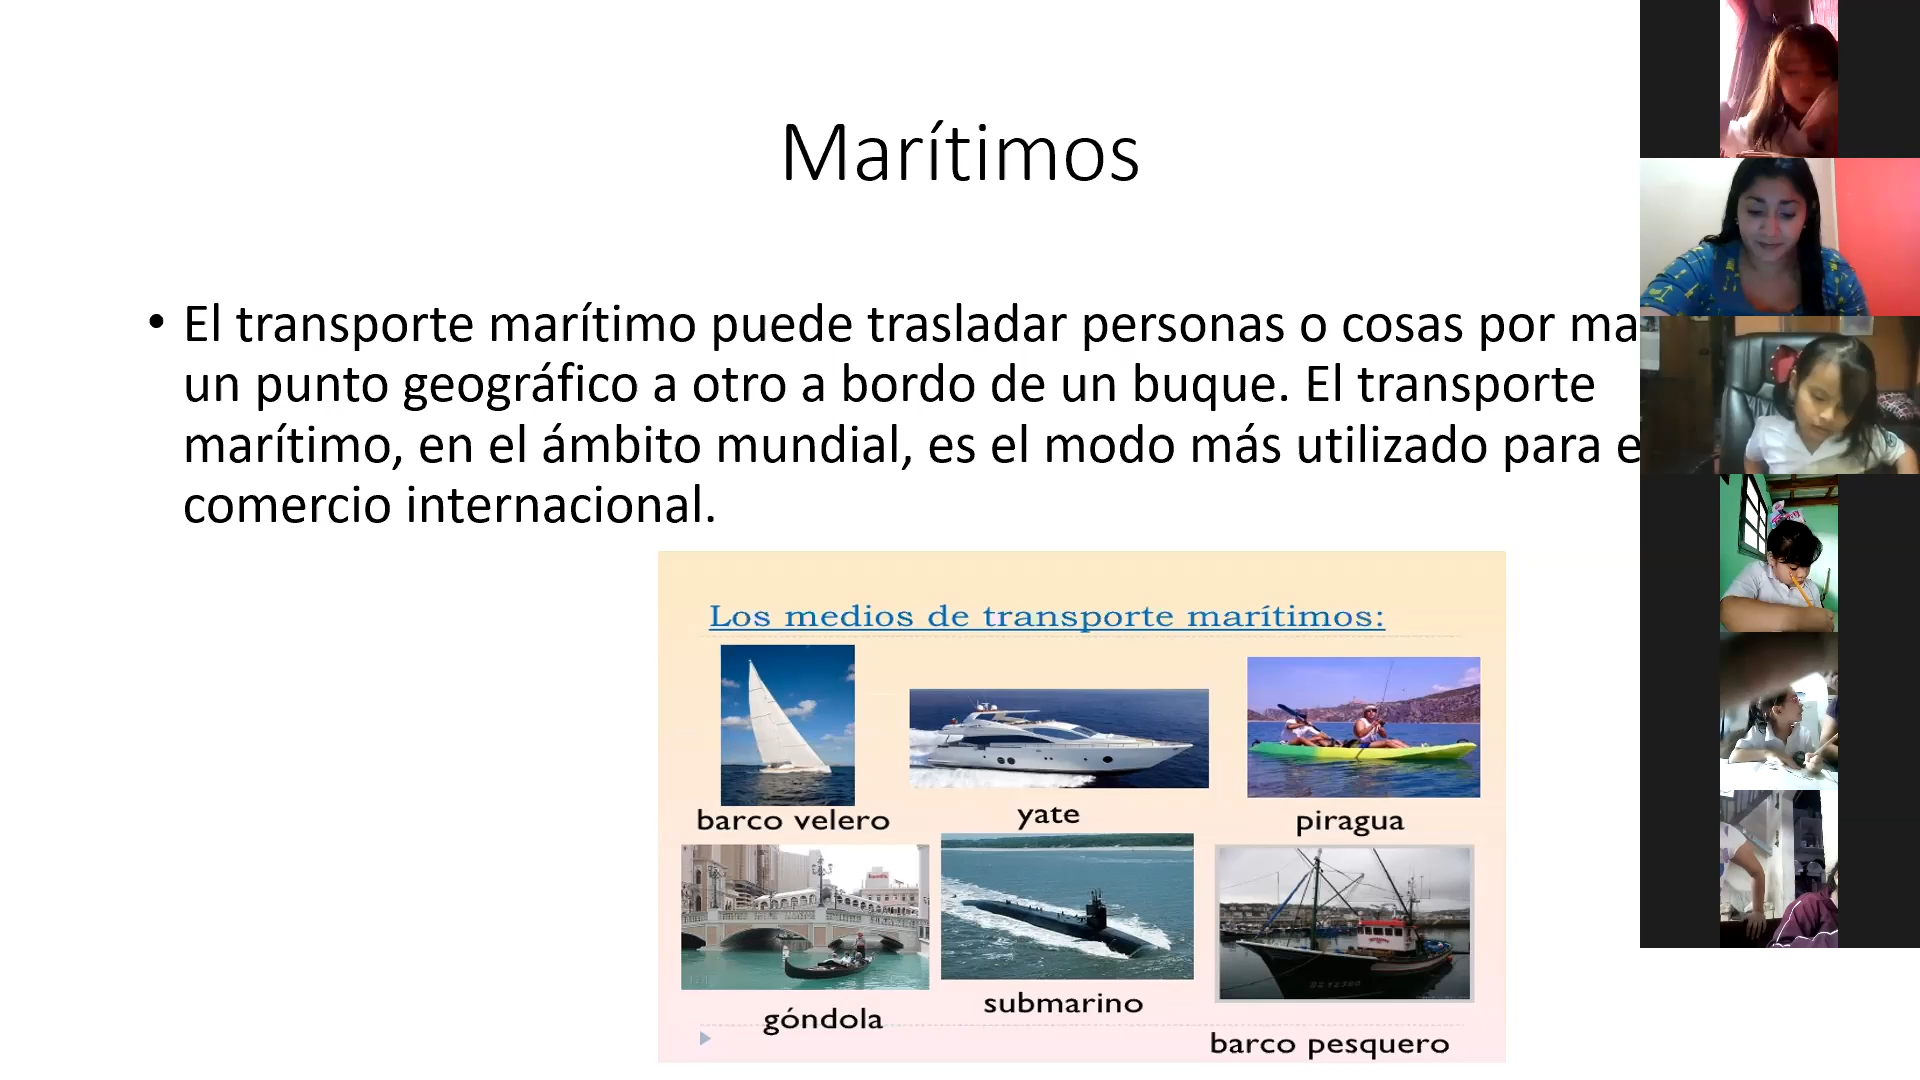 Marítimos
• El transporte marítimo puede trasladar personas o cosas por ma
un punto geográfico a otro a bordo de un buque. El transporte
marítimo, en el ámbito mundial, es el modo más utilizado para e
comercio internacional.
Los medios de transporte marítimos:
barco velero
yate
piragua
góndola
submarino
barco pesquero